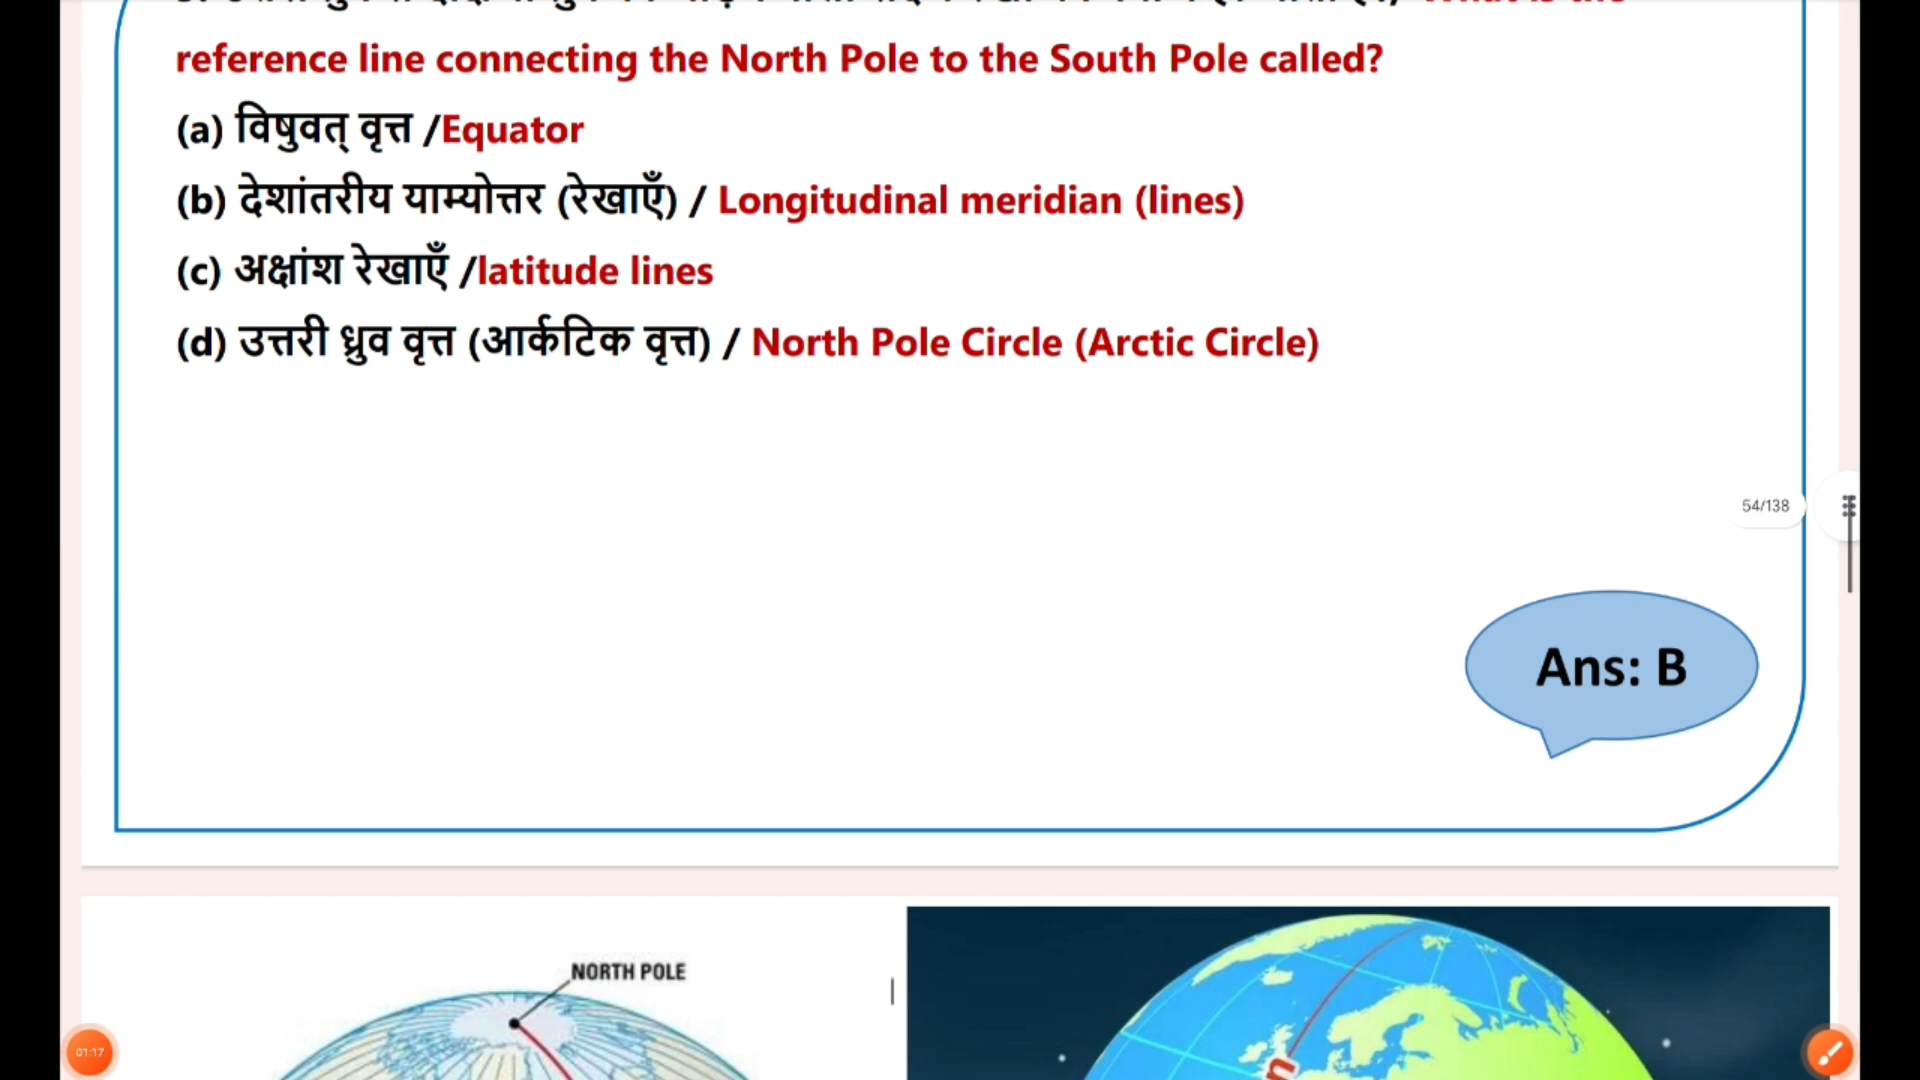 reference line connecting the North Pole to the South Pole called?
(a) विषुवत् वृत्त /Equator
(b) देशांतरीय याम्योत्तर (रेखाएँ) / Longitudinal meridian (lines)
(c) अक्षांश रेखाएँ /latitude lines
(d) उत्तरी ध्रुव वृत्त (आर्कटिक वृत्त) / North Pole Circle (Arctic Circle)
54/138
Ans: B
NORTH POLE
01:17